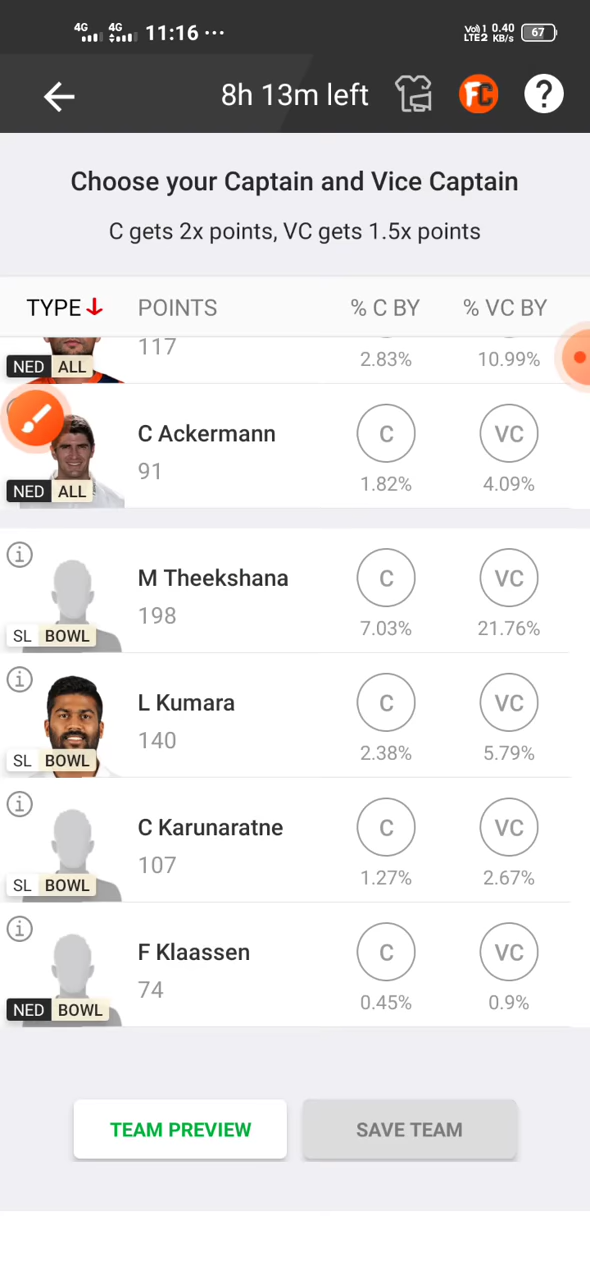 4G 4G 11:16 ··· Vo) 1 LTE2 0.40 KB/s 67
8h 13m left FC ?
Choose your Captain and Vice Captain
C gets 2x points, VC gets 1.5x points
TYPE POINTS % C BY % VC BY
117 2.83% 10.99%
NED ALL
C Ackermann C VC
91 1.82% 4.09%
NED ALL
M Theekshana C VC
198 7.03% 21.76%
SL BOWL
L Kumara C VC
140 2.38% 5.79%
SL BOWL
C Karunaratne C VC
107 1.27% 2.67%
SL BOWL
F Klaassen C VC
74 0.45% 0.9%
NED BOWL
TEAM PREVIEW SAVE TEAM